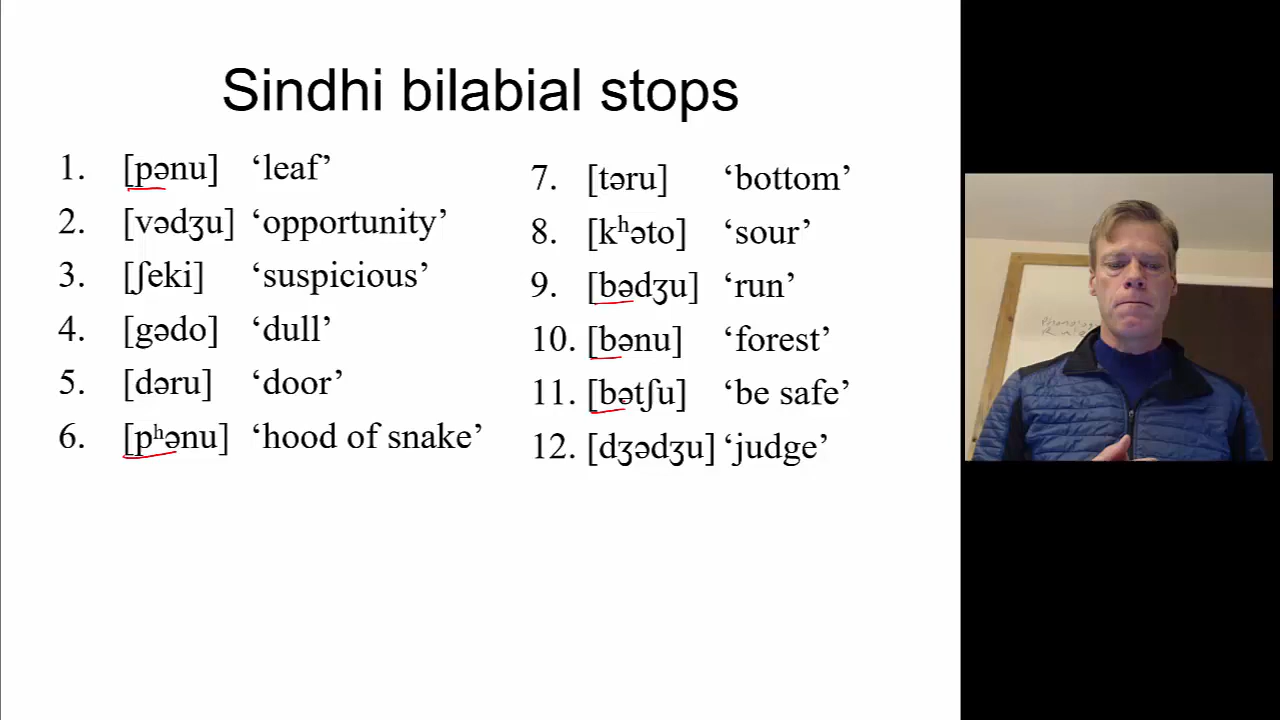 Sindhi bilabial stops
1. [pənu] ‘leaf’
2. [vədʒu] ‘opportunity’
3. [ʃeki] ‘suspicious’
4. [gədo] ‘dull’
5. [dəru] ‘door’
6. [pʰənu] ‘hood of snake’
7. [təru] ‘bottom’
8. [kʰəto] ‘sour’
9. [bədʒu] ‘run’
10. [bənu] ‘forest’
11. [bətʃu] ‘be safe’
12. [dʒədʒu] ‘judge’